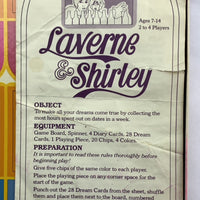 Ages 7-14
2 to 4 Players
Laverne
& Shirley
OBJECT
To make all your dreams come true by collecting the
most hours spent out on dates in a week.
EQUIPMENT
Game Board, Spinner, 4 Diary Cards, 28 Dream
Cards, 1 Playing Piece, 20 Chips, 4 Colors.
PREPARATION
It is important to read these rules thoroughly before
beginning play!
Give five chips of the same color to each player.
Place the playing piece on any corner space for the
start of the game.
Punch out the 28 Dream Cards from the sheet, shuffle
them and place them next to the board, numbered